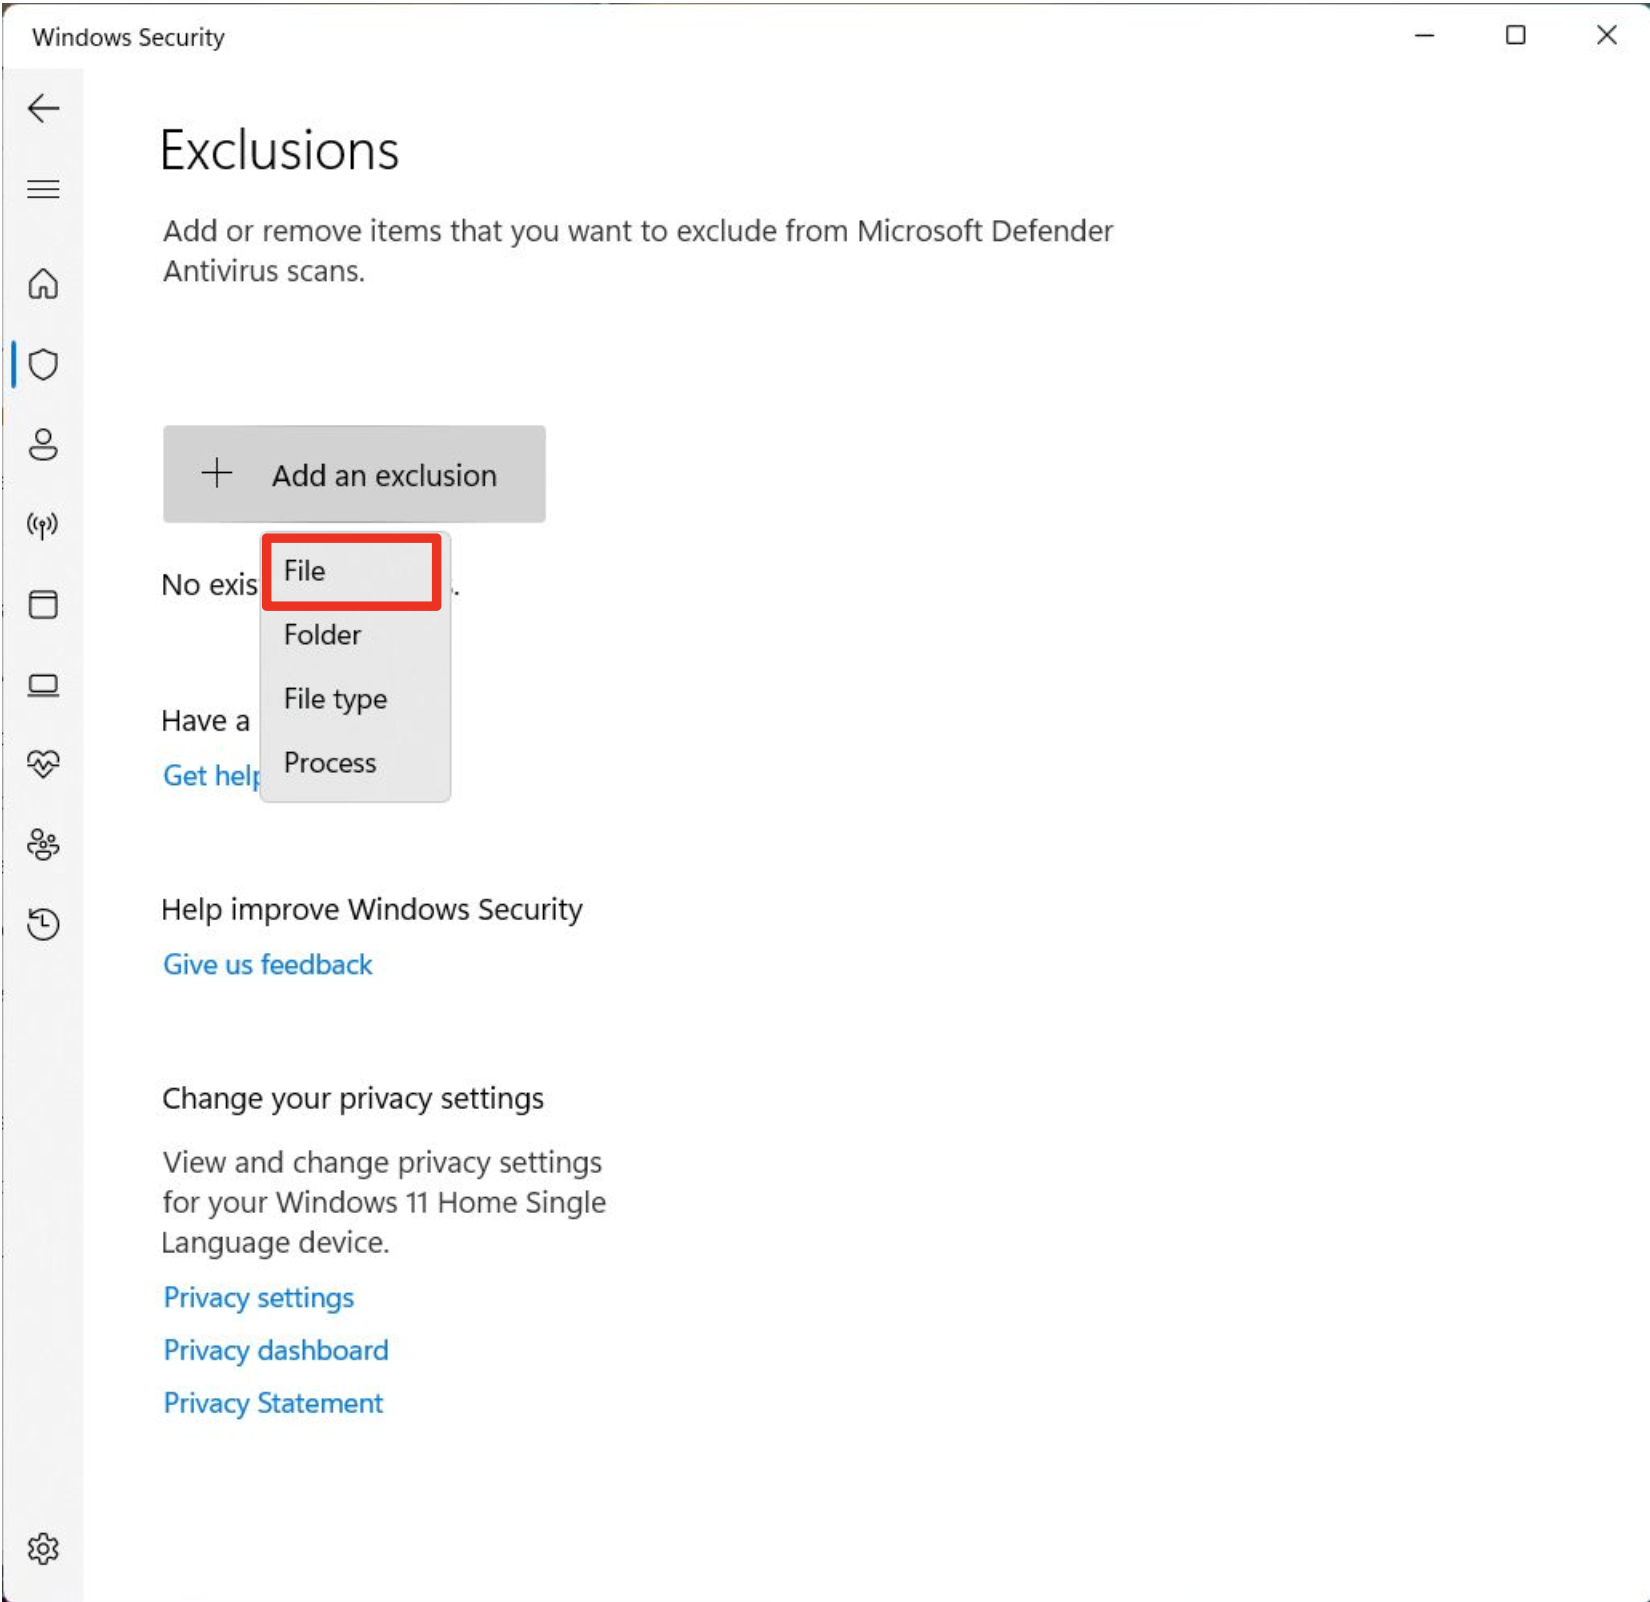 Windows Security
Exclusions
Add or remove items that you want to exclude from Microsoft Defender
Antivirus scans.
Add an exclusion
File
No exis
Folder
File type
Have a
Process
Get help
Help improve Windows Security
Give us feedback
Change your privacy settings
View and change privacy settings
for your Windows 11 Home Single
Language device.
Privacy settings
Privacy dashboard
Privacy Statement